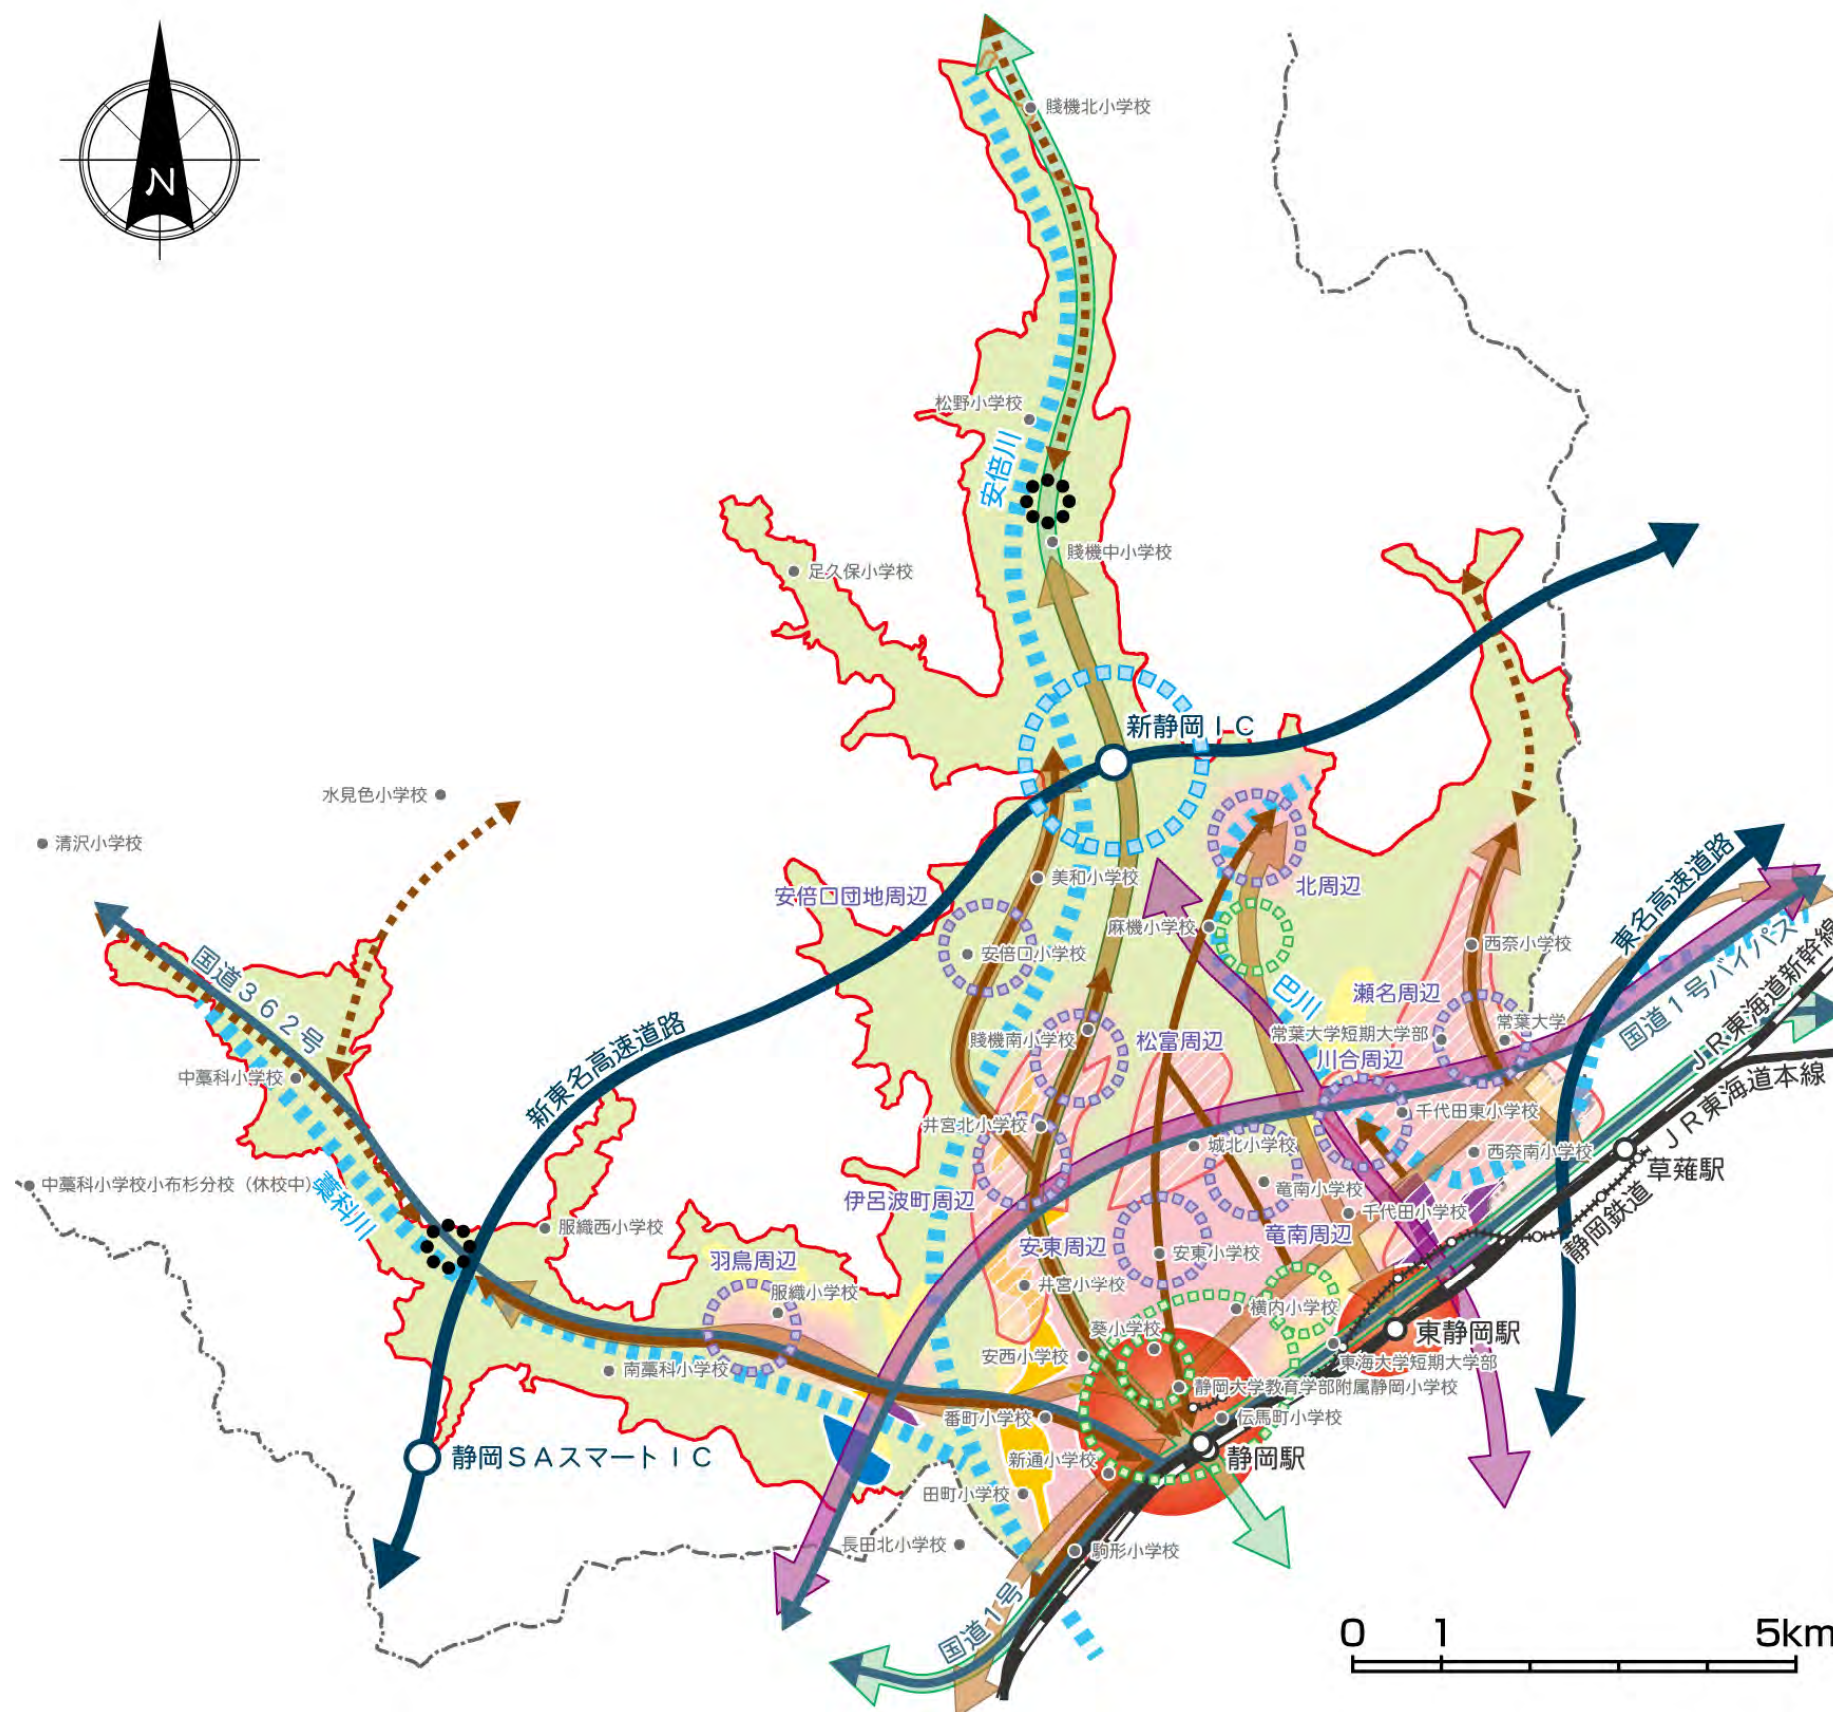 N
賤機北小学校
松野小学校
安倍川
賤機中小学校
足久保小学校
新静岡IC
水見色小学校
清沢小学校
美和小学校
安倍口団地周辺
北周辺
麻機小学校
東名高速道路
安倍口小学校
西奈小学校
国道362号
巴川
瀬名周辺
国道1号バイパス
JR東海道新幹線
新東名高速道路
賤機南小学校
松富周辺
常葉大学短期大学部
常葉大学
川合周辺
中藁科小学校
JR東海道本線
井宮北小学校
千代田東小学校
城北小学校
西奈南小学校
草薙駅
中藁科小学校小布杉分校（休校中）
藁科川
竜南小学校
伊呂波町周辺
千代田小学校
静岡鉄道
服織西小学校
安東周辺
竜南周辺
羽鳥周辺
安東小学校
井宮小学校
服織小学校
横内小学校
葵小学校
東静岡駅
安西小学校
東海大学短期大学部
南藁科小学校
静岡大学教育学部附属静岡小学校
番町小学校
伝馬町小学校
静岡SAスマートIC
新通小学校
静岡駅
田町小学校
長田北小学校
駒形小学校
国道1号
0 1 5km